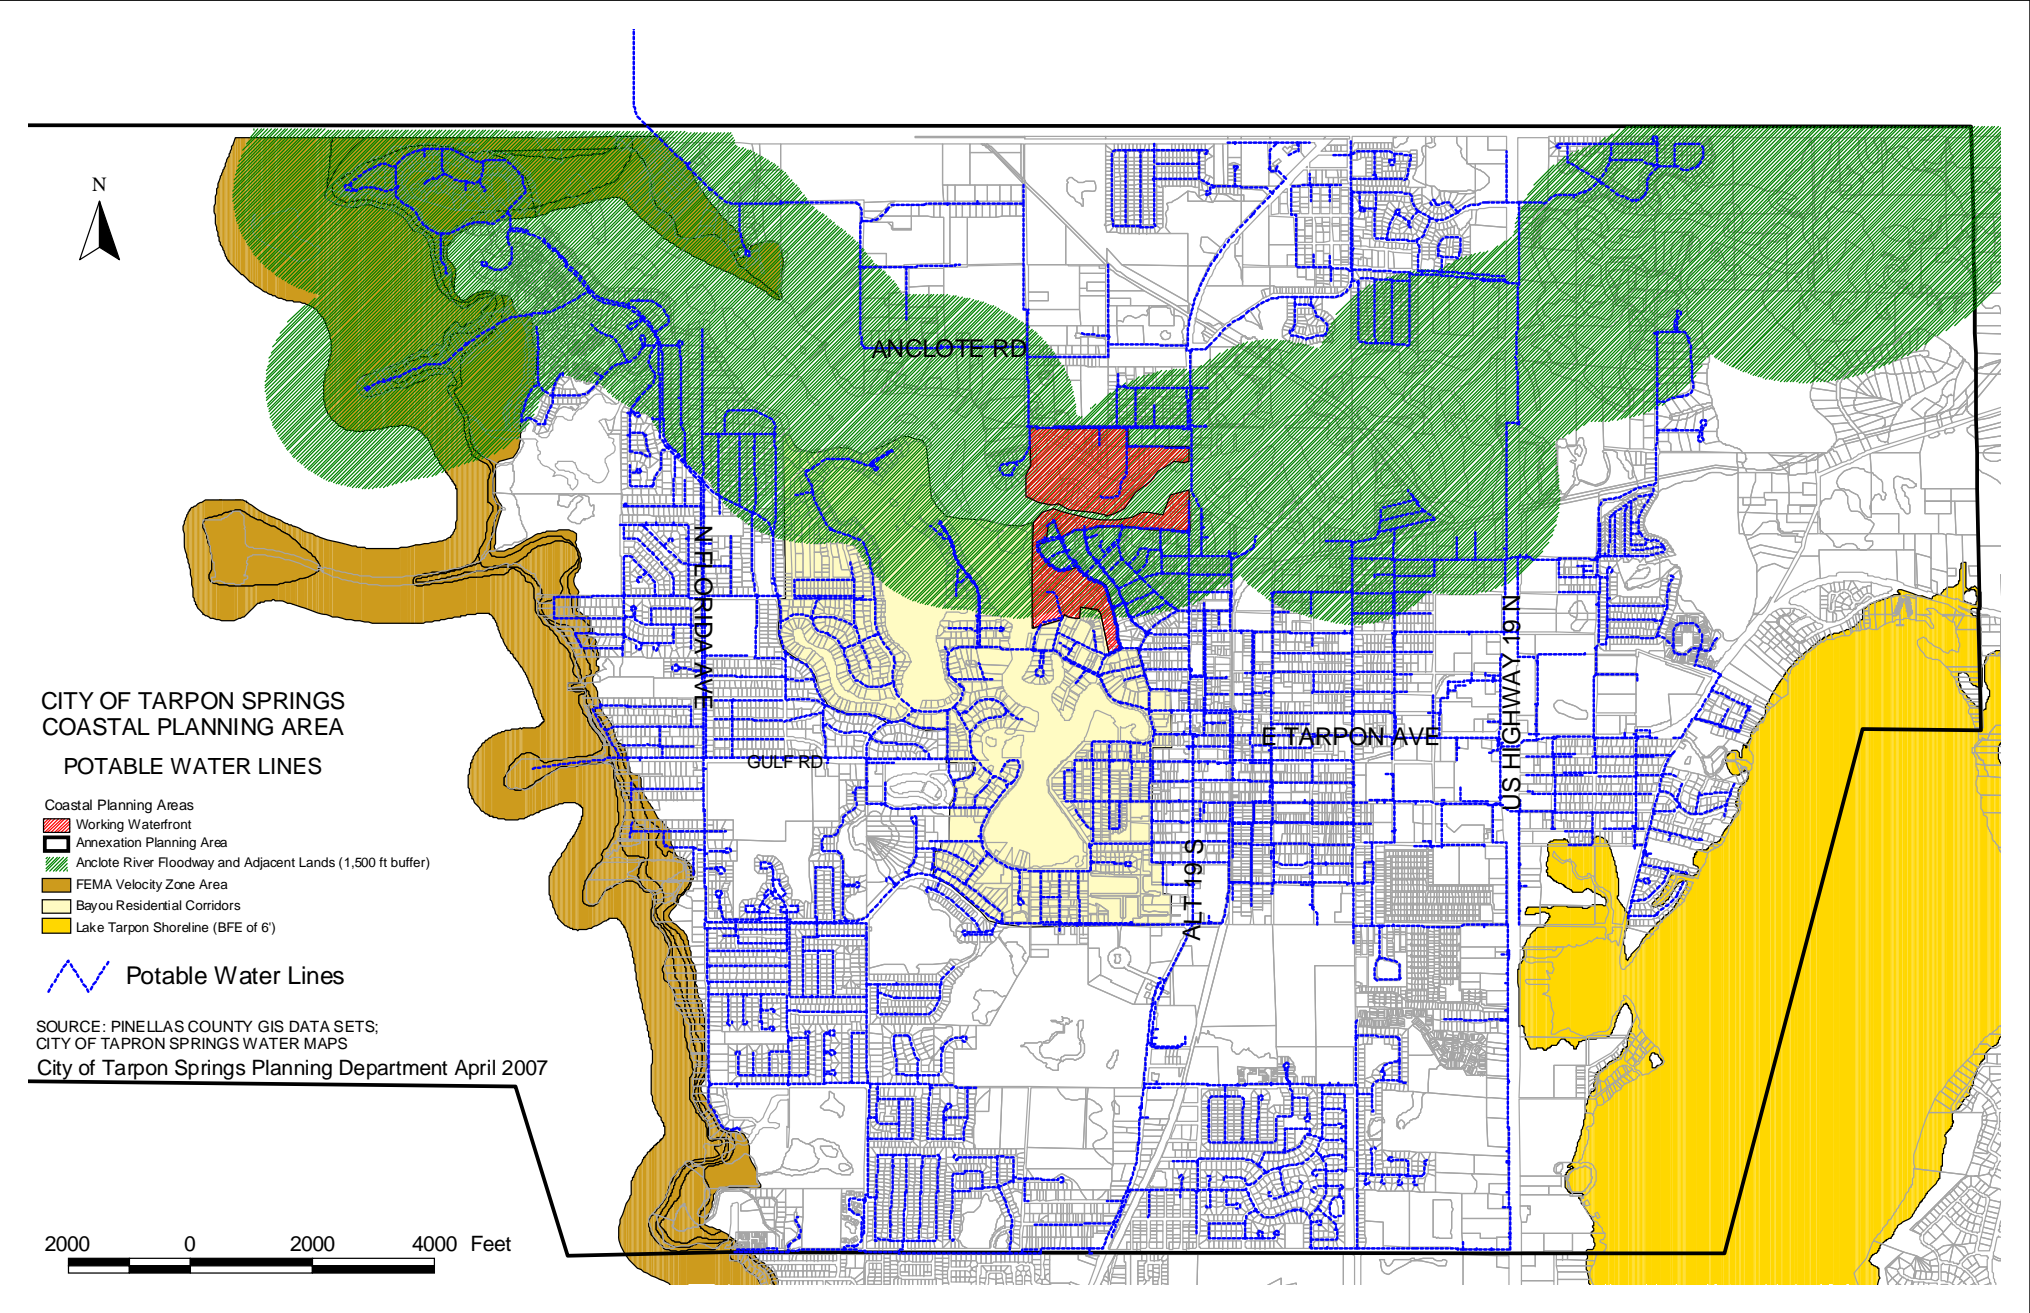 N
ANCLOTE RD
N FLORIDA AVE
US HIGHWAY 19 N
E TARPON AVE
GULF RD
ALT 19 S
CITY OF TARPON SPRINGS
COASTAL PLANNING AREA
POTABLE WATER LINES
Coastal Planning Areas
Working Waterfront
Annexation Planning Area
Anclote River Floodway and Adjacent Lands (1,500 ft buffer)
FEMA Velocity Zone Area
Bayou Residential Corridors
Lake Tarpon Shoreline (BFE of 6')
Potable Water Lines
SOURCE: PINELLAS COUNTY GIS DATA SETS;
CITY OF TAPRON SPRINGS WATER MAPS
City of Tarpon Springs Planning Department April 2007
2000 0 2000 4000 Feet